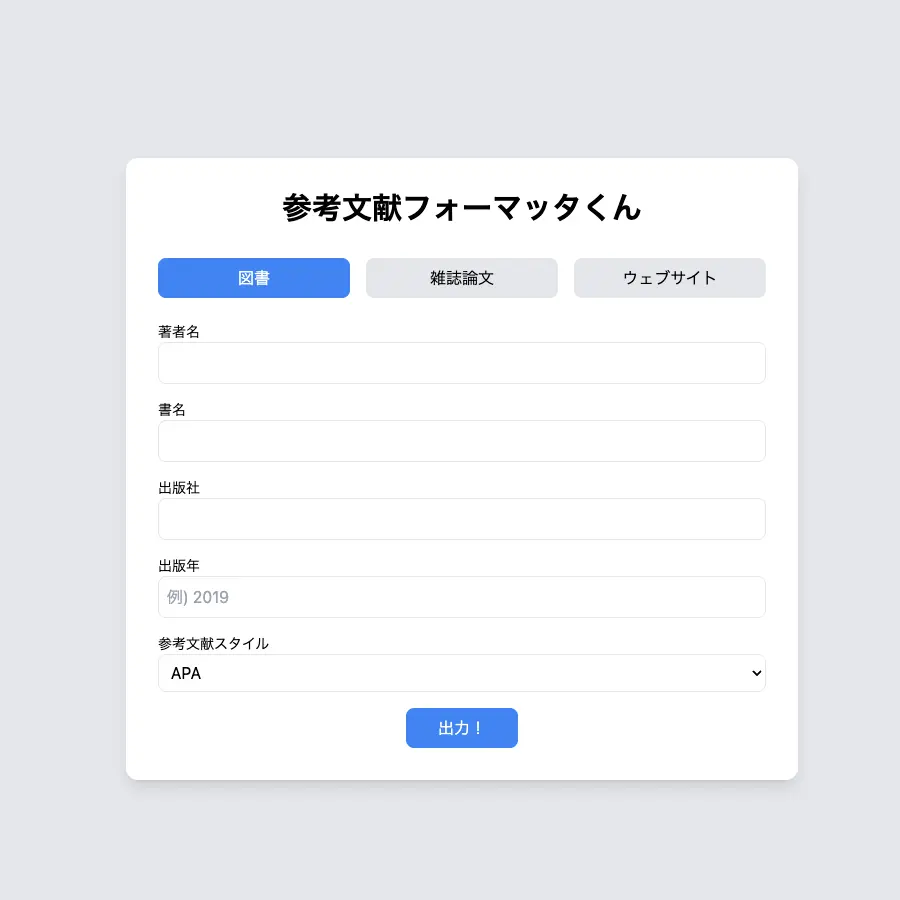 参考文献フォーマッタくん
図書
雑誌論文
ウェブサイト
著者名
書名
出版社
出版年
例) 2019
参考文献スタイル
APA
出力！